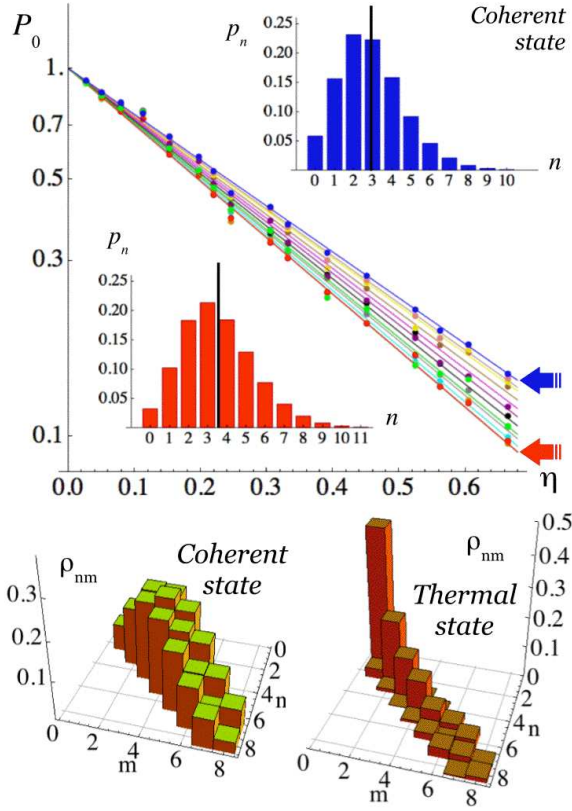 P0
1.
0.7
0.5
0.3
0.1
0.0 0.1 0.2 0.3 0.4 0.5 0.6 η
pn
0.25
0.20
0.15
0.10
0.05
0 1 2 3 4 5 6 7 8 9 10 n
Coherent
state
pn
0.25
0.20
0.15
0.10
0.05
0 1 2 3 4 5 6 7 8 9 10 11 n
ρnm
Coherent
state
0.3
0.2
0.1
0 2 4 6 8
m
0 2 4 6 8
n
ρnm
Thermal
state
0.5
0.4
0.3
0.2
0.1
0
0 2 4 6 8
m
2 4 6 8
n